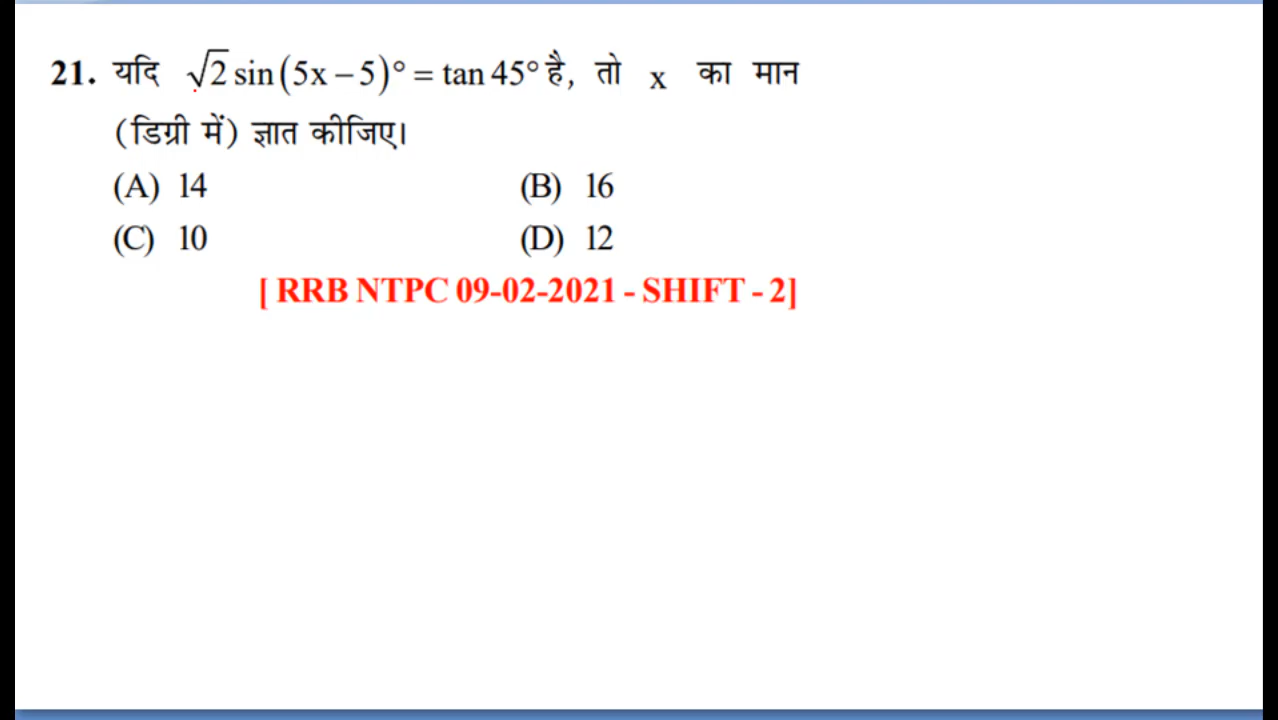 21. यदि √2 sin(5x – 5)° = tan 45° है, तो x का मान
(डिग्री में) ज्ञात कीजिए।
(A) 14 (B) 16
(C) 10 (D) 12
[ RRB NTPC 09-02-2021 - SHIFT - 2]